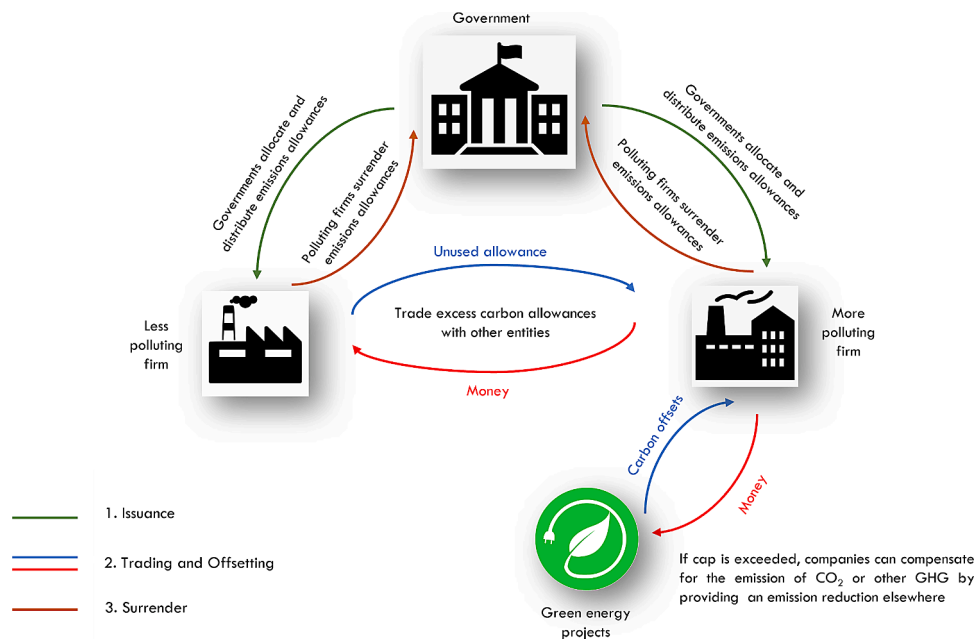 Government
Governments allocate and
distribute emissions allowances
Polluting firms surrender
emissions allowances
Polluting firms surrender
emissions allowances
Governments allocate and
distribute emissions allowances
Unused allowance
Trade excess carbon allowances
with other entities
Money
Less
polluting
firm
More
polluting
firm
Carbon offsets
Money
1. Issuance
2. Trading and Offsetting
3. Surrender
Green energy
projects
If cap is exceeded, companies can compensate
for the emission of CO₂ or other GHG by
providing an emission reduction elsewhere